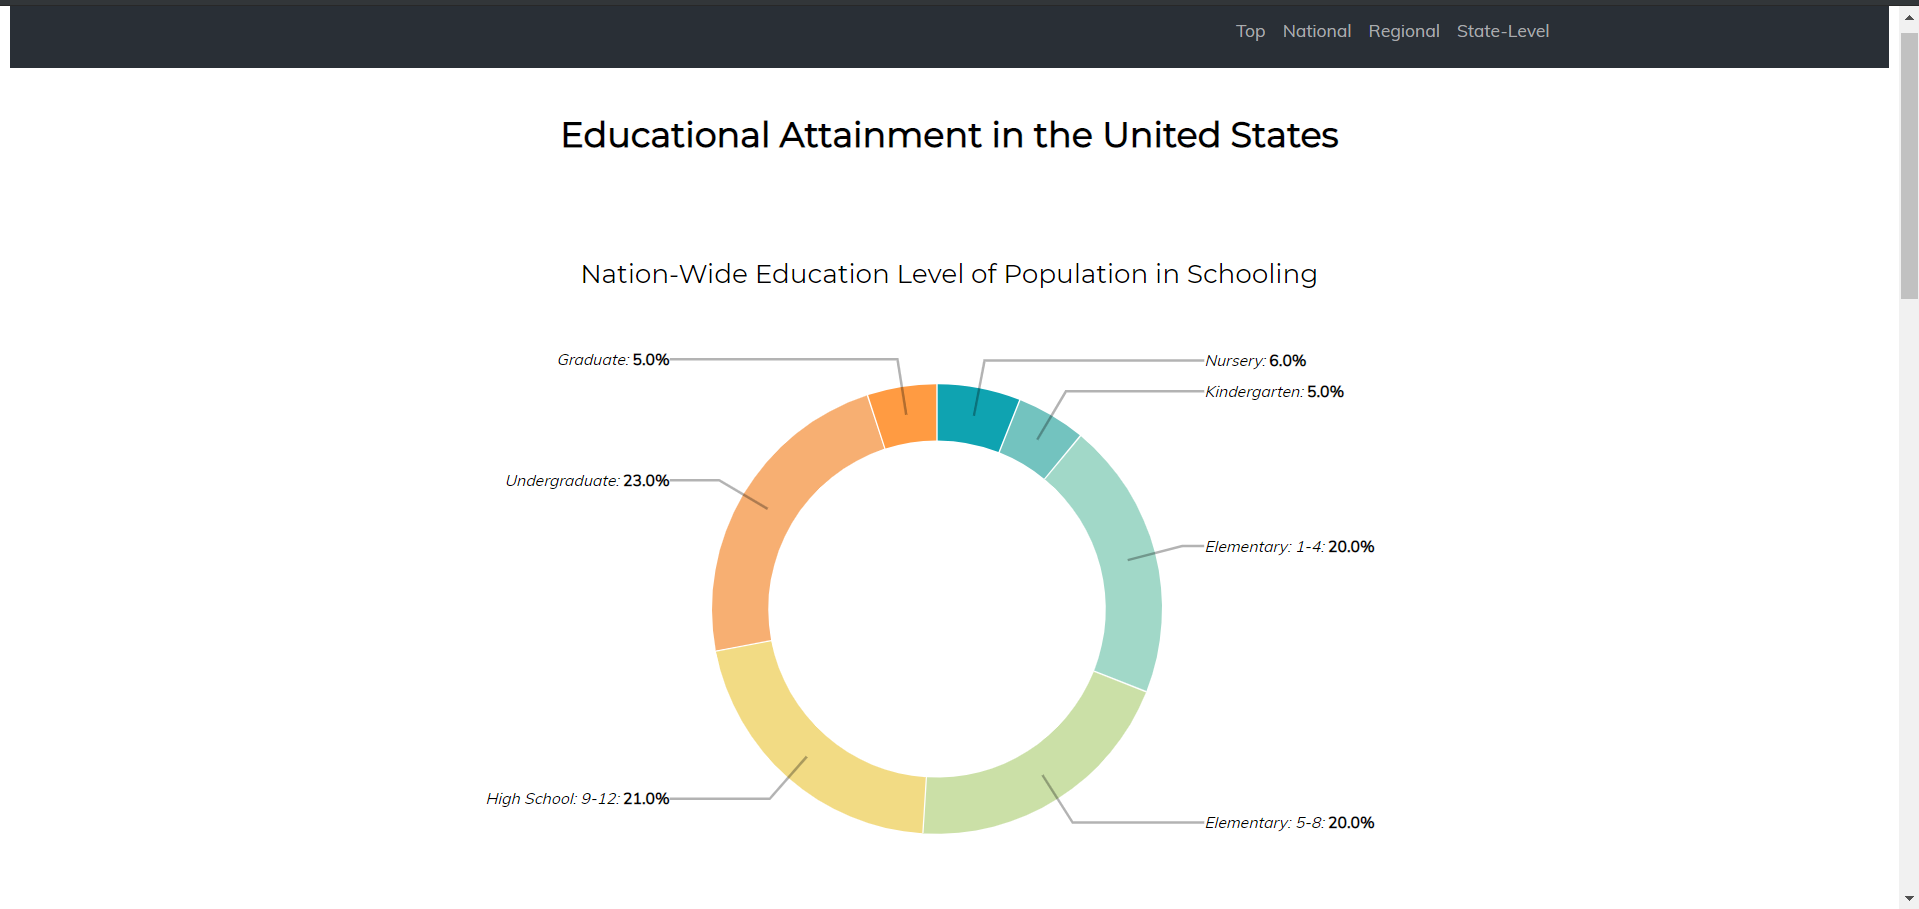 Top National Regional State-Level
Educational Attainment in the United States
Nation-Wide Education Level of Population in Schooling
Graduate: 5.0%
Nursery: 6.0%
Kindergarten: 5.0%
Undergraduate: 23.0%
Elementary: 1-4: 20.0%
High School: 9-12: 21.0%
Elementary: 5-8: 20.0%